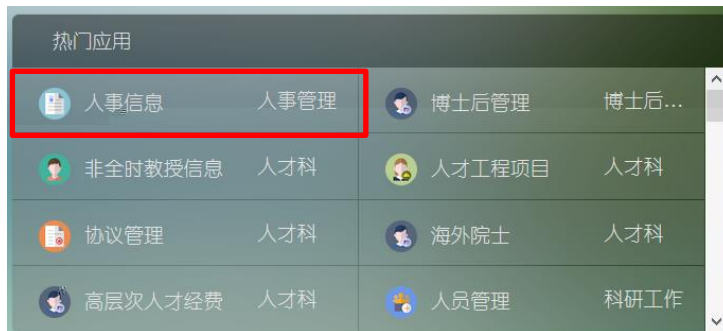 热门应用
人事信息 人事管理 博士后管理 博士后...
非全时教授信息 人才科 人才工程项目 人才科
协议管理 人才科 海外院士 人才科
高层次人才经费 人才科 人员管理 科研工作